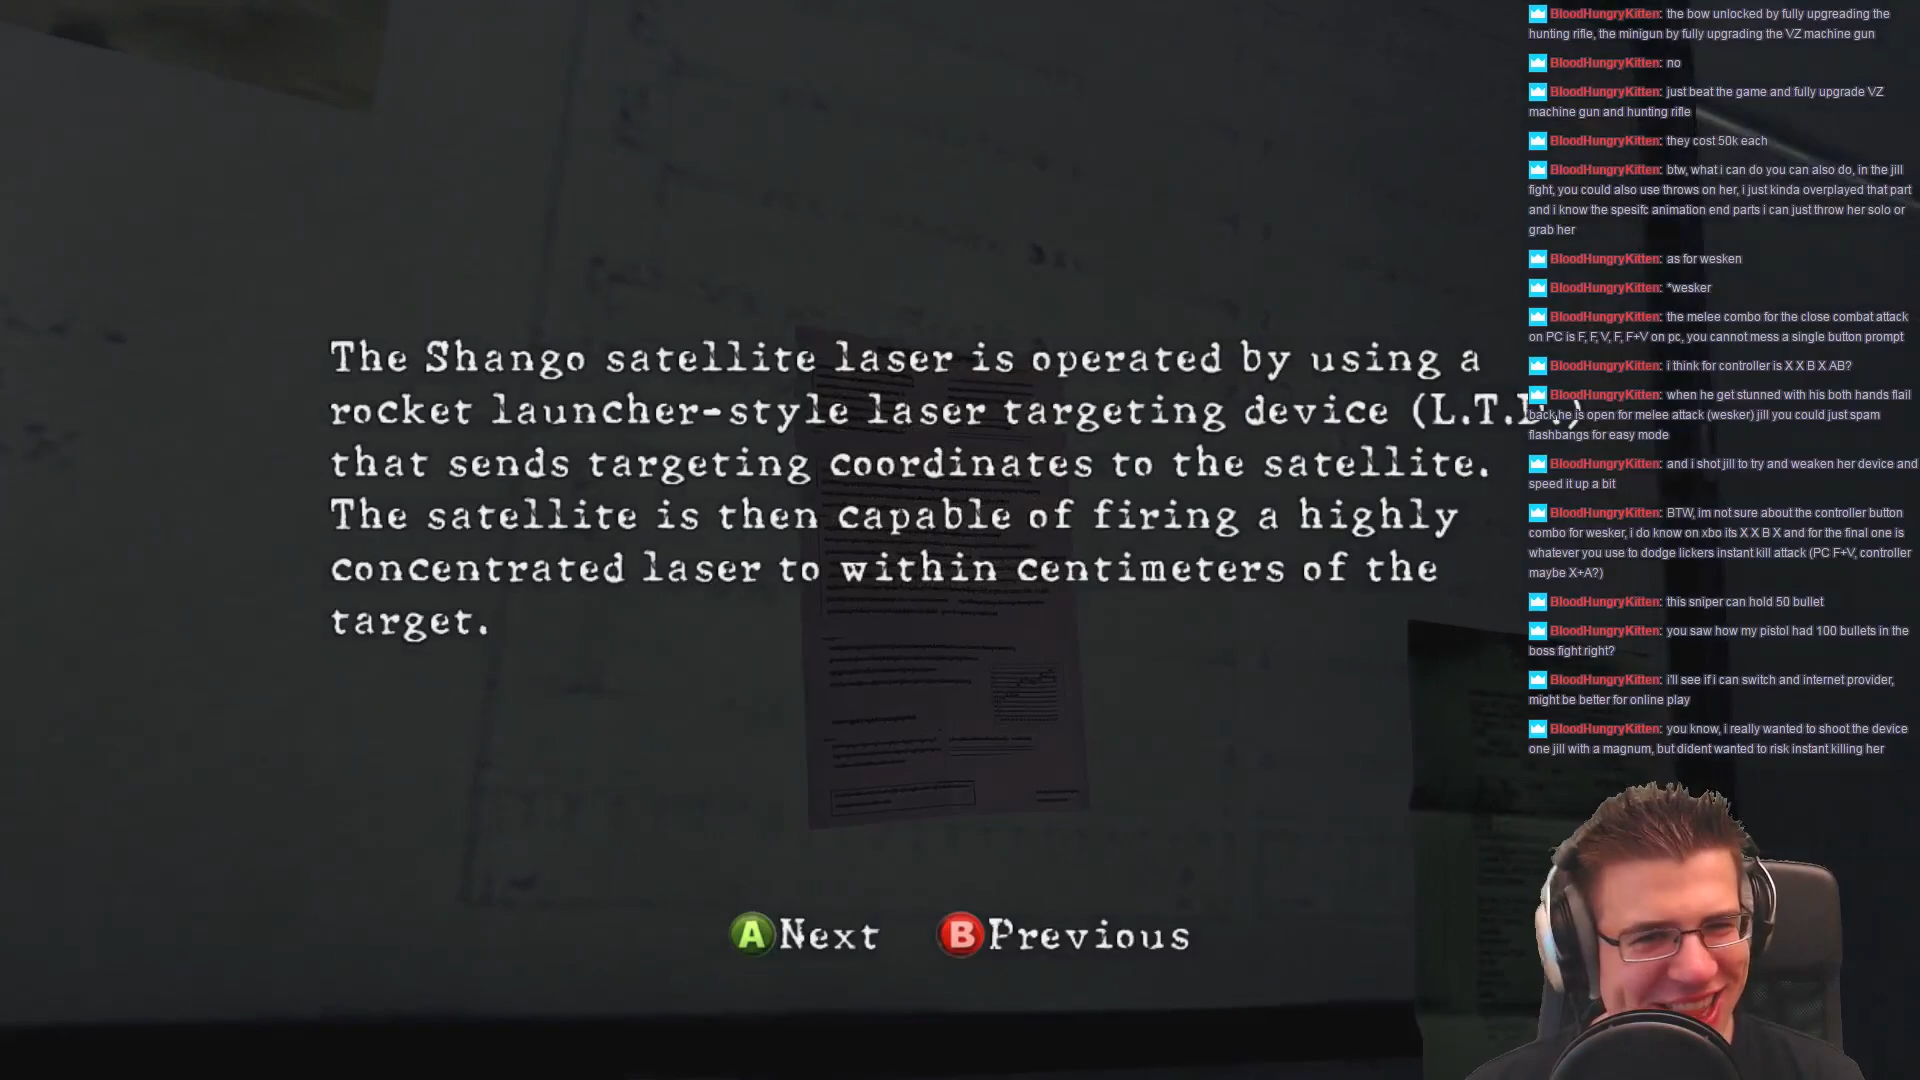 The Shango satellite laser is operated by using a
rocket launcher-style laser targeting device (L.T.D.)
that sends targeting coordinates to the satellite.
The satellite is then capable of firing a highly
concentrated laser to within centimeters of the
target.
A Next B Previous
BloodHungryKitten: the bow unlocked by fully upgreading the
hunting rifle, the minigun by fully upgrading the VZ machine gun
BloodHungryKitten: no
BloodHungryKitten: just beat the game and fully upgrade VZ
machine gun and hunting rifle
BloodHungryKitten: they cost 50k each
BloodHungryKitten: btw, what i can do you can also do, in the jill
fight, you could also use throws on her, i just kinda overplayed that part
and i know the spesifc animation end parts i can just throw her solo or
grab her
BloodHungryKitten: as for wesken
BloodHungryKitten: *wesker
BloodHungryKitten: the melee combo for the close combat attack
on PC is F, F, V, F, F+V on pc, you cannot mess a single button prompt
BloodHungryKitten: i think for controller is X X B X AB?
BloodHungryKitten: when he get stunned with his both hands flail
back,he is open for melee attack (wesker) jill you could just spam
flashbangs for easy mode
BloodHungryKitten: and i shot jill to try and weaken her device and
speed it up a bit
BloodHungryKitten: BTW, im not sure about the controller button
combo for wesker, i do know on xbo its X X B X and for the final one is
whatever you use to dodge lickers instant kill attack (PC F+V, controller
maybe X+A?)
BloodHungryKitten: this sniper can hold 50 bullet
BloodHungryKitten: you saw how my pistol had 100 bullets in the
boss fight right?
BloodHungryKitten: i'll see if i can switch and internet provider,
might be better for online play
BloodHungryKitten: you know, i really wanted to shoot the device
one jill with a magnum, but dident wanted to risk instant killing her